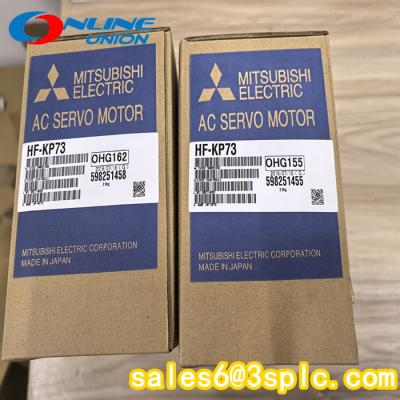 ONLINE
UNION
MITSUBISHI
ELECTRIC
AC SERVO MOTOR
HF-KP73
OHG162
598251458
MITSUBISHI ELECTRIC CORPORATION
MADE IN JAPAN
MITSUBISHI
ELECTRIC
AC SERVO MOTOR
HF-KP73
OHG155
598251455
MITSUBISHI ELECTRIC CORPORATION
MADE IN JAPAN
sales6@3splc.com